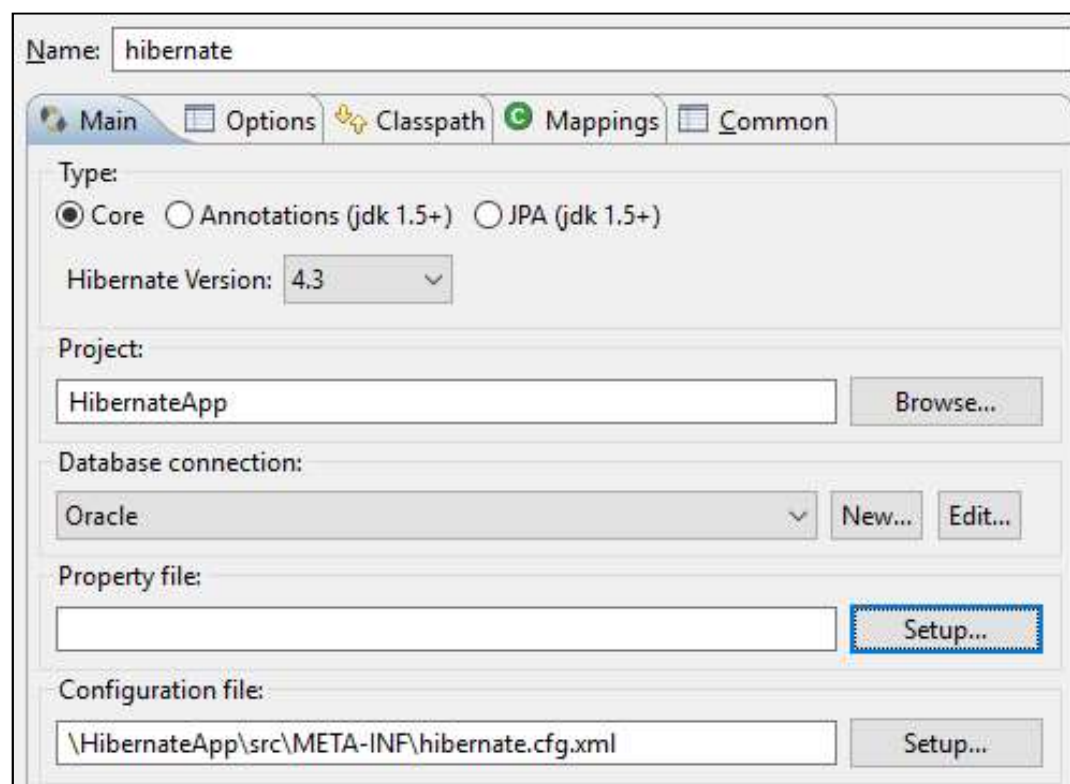 Name: hibernate
Main Options Classpath Mappings Common
Type:
Core Annotations (jdk 1.5+) JPA (jdk 1.5+)
Hibernate Version: 4.3
Project:
HibernateApp Browse...
Database connection:
Oracle New... Edit...
Property file:
Setup...
Configuration file:
\HibernateApp\src\META-INF\hibernate.cfg.xml Setup...